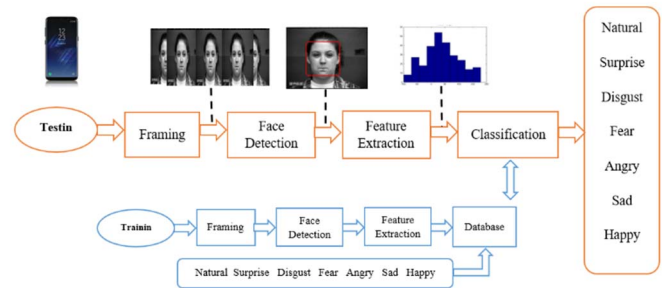 Natural
Surprise
Disgust
Fear
Angry
Sad
Happy
Testin
Framing
Face
Detection
Feature
Extraction
Classification
Trainin
Framing
Face
Detection
Feature
Extraction
Database
Natural Surprise Disgust Fear Angry Sad Happy